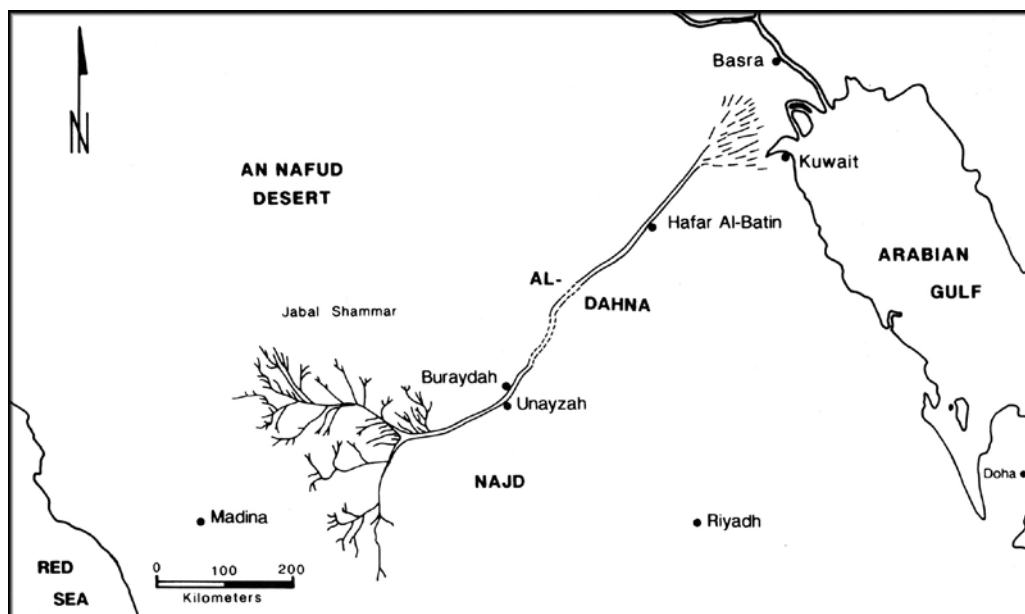 Basra
N
AN NAFUD
DESERT
Kuwait
Hafar Al-Batin
ARABIAN
GULF
AL-
DAHNA
Jabal Shammar
Buraydah
Unayzah
NAJD
Doha
Madina
Riyadh
RED
SEA
0 100 200
Kilometers